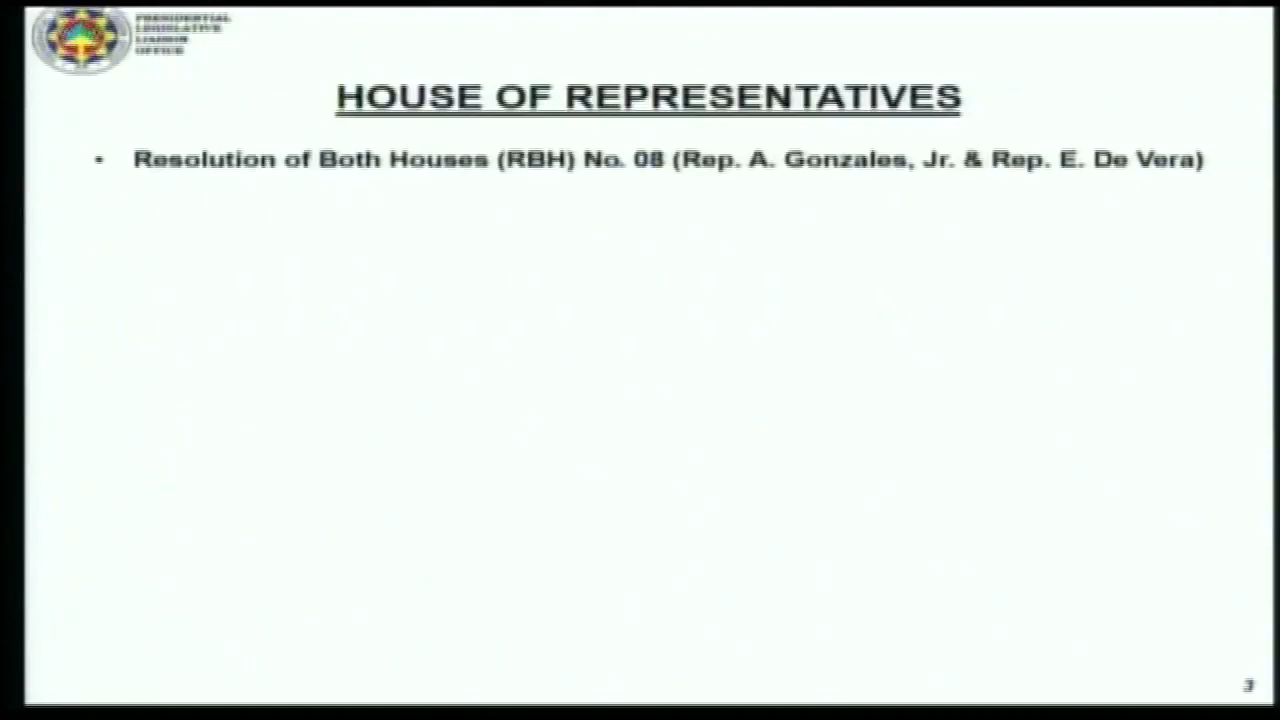 PRESIDENTIAL
LEGISLATIVE
LIAISON
OFFICE
HOUSE OF REPRESENTATIVES
• Resolution of Both Houses (RBH) No. 08 (Rep. A. Gonzales, Jr. & Rep. E. De Vera)
3